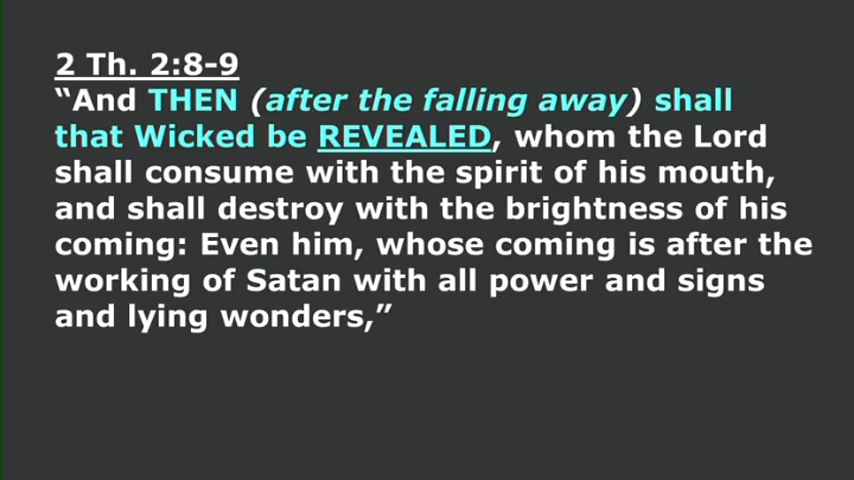 2 Th. 2:8-9
“And THEN (after the falling away) shall
that Wicked be REVEALED, whom the Lord
shall consume with the spirit of his mouth,
and shall destroy with the brightness of his
coming: Even him, whose coming is after the
working of Satan with all power and signs
and lying wonders,”